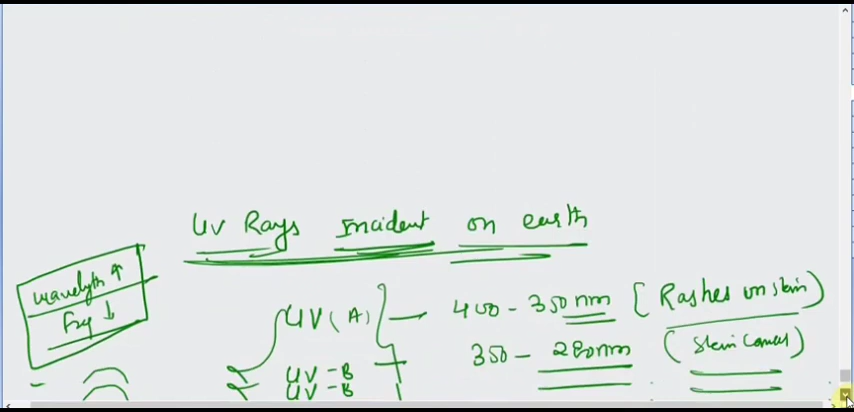 UV Rays Incident on earth
wavelength ↑
Freq ↓
UV (A) — 400 - 350 nm [Rashes on skin)
UV - B 350 - 280 nm (Skin Cancer)
UV - B